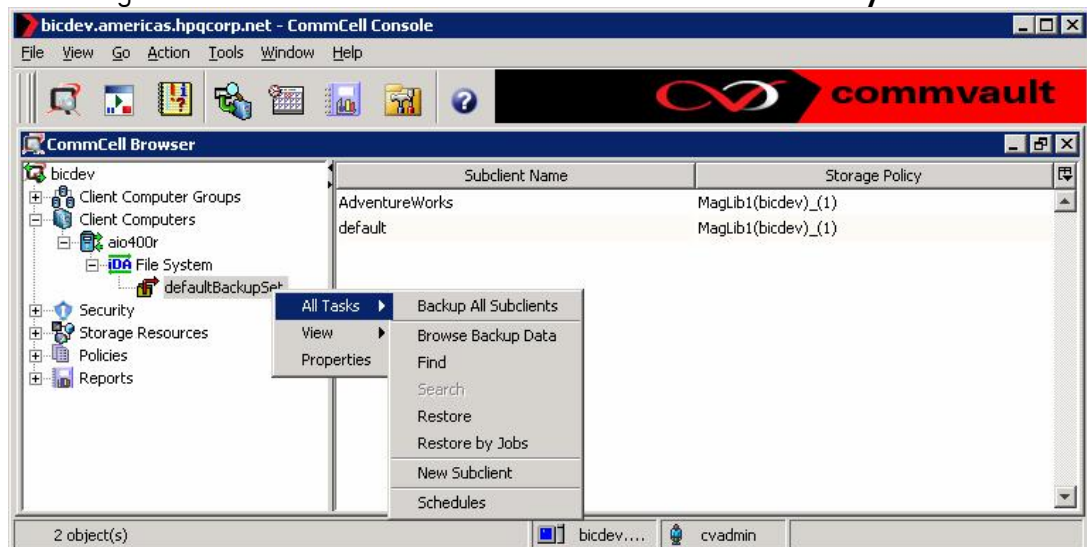 bicdev.americas.hpqcorp.net - CommCell Console
File View Go Action Tools Window Help
commvault
CommCell Browser
bicdev
Client Computer Groups
Client Computers
aio400r
iDA File System
defaultBackupSet
Security
Storage Resources
Policies
Reports
Subclient Name Storage Policy
AdventureWorks MagLib1(bicdev)_(1)
default MagLib1(bicdev)_(1)
All Tasks
View
Properties
Backup All Subclients
Browse Backup Data
Find
Search
Restore
Restore by Jobs
New Subclient
Schedules
2 object(s) bicdev.... cvadmin